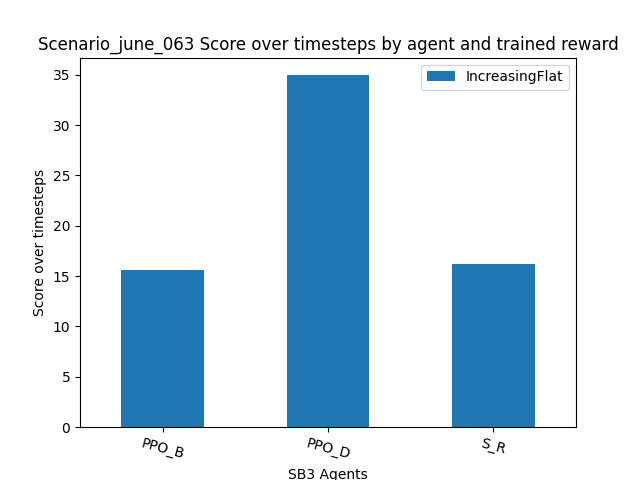 Scenario_june_063 Score over timesteps by agent and trained reward
IncreasingFlat
Score over timesteps
35
30
25
20
15
10
5
0
PPO_B
PPO_D
S_R
SB3 Agents